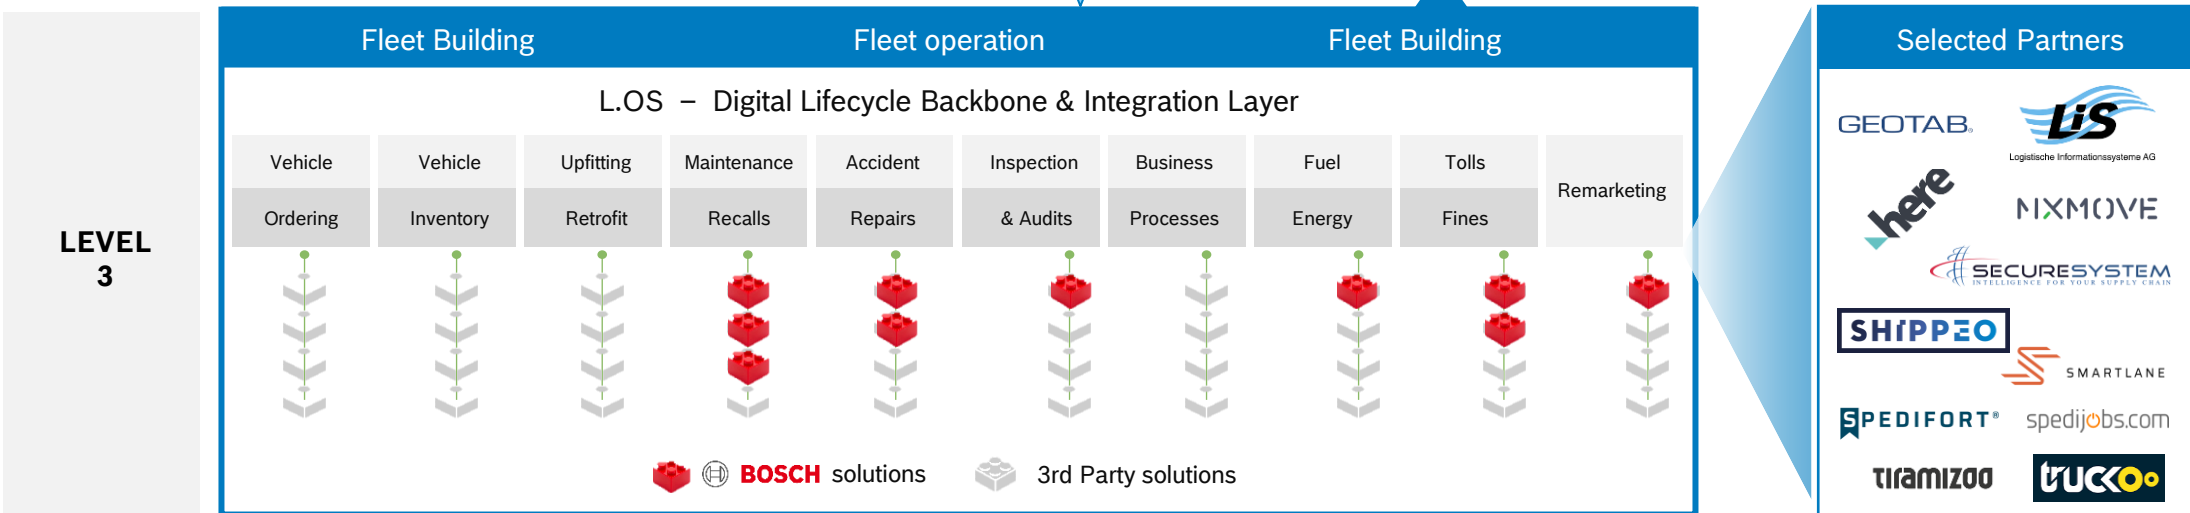 LEVEL
3
Fleet Building
Fleet operation
Fleet Building
L.OS – Digital Lifecycle Backbone & Integration Layer
Vehicle
Ordering
Vehicle
Inventory
Upfitting
Retrofit
Maintenance
Recalls
Accident
Repairs
Inspection
& Audits
Business
Processes
Fuel
Energy
Tolls
Fines
Remarketing
BOSCH solutions
3rd Party solutions
Selected Partners
GEOTAB®
LiS
Logistische Informationssysteme AG
here
NXMOVE
SECURESYSTEM
INTELLIGENCE FOR YOUR SUPPLY CHAIN
SHIPPEO
SMARTLANE
SPEDIFORT®
spedijobs.com
TIRAMIZOO
trucKOo